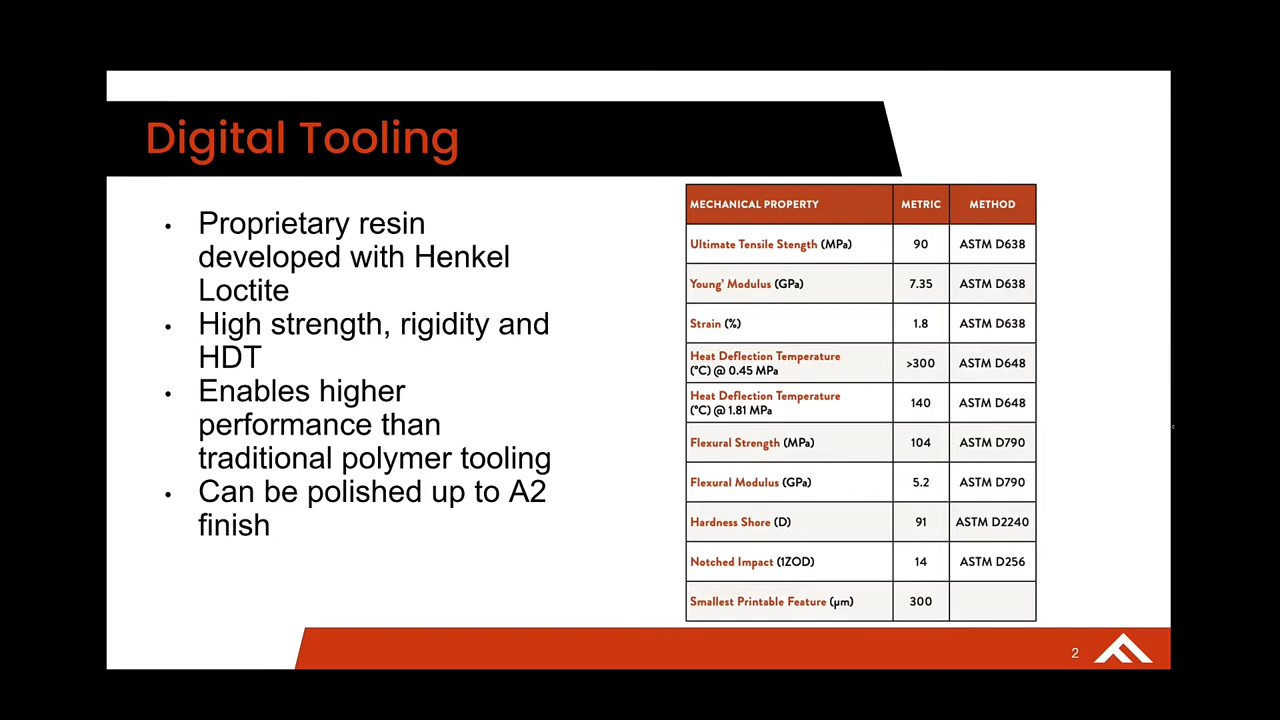 Digital Tooling
• Proprietary resin
developed with Henkel
Loctite
• High strength, rigidity and
HDT
• Enables higher
performance than
traditional polymer tooling
• Can be polished up to A2
finish
MECHANICAL PROPERTY METRIC METHOD
Ultimate Tensile Stength (MPa) 90 ASTM D638
Young' Modulus (GPa) 7.35 ASTM D638
Strain (%) 1.8 ASTM D638
Heat Deflection Temperature
(°C) @ 0.45 MPa >300 ASTM D648
Heat Deflection Temperature
(°C) @ 1.81 MPa 140 ASTM D648
Flexural Strength (MPa) 104 ASTM D790
Flexural Modulus (GPa) 5.2 ASTM D790
Hardness Shore (D) 91 ASTM D2240
Notched Impact (1ZOD) 14 ASTM D256
Smallest Printable Feature (µm) 300
2